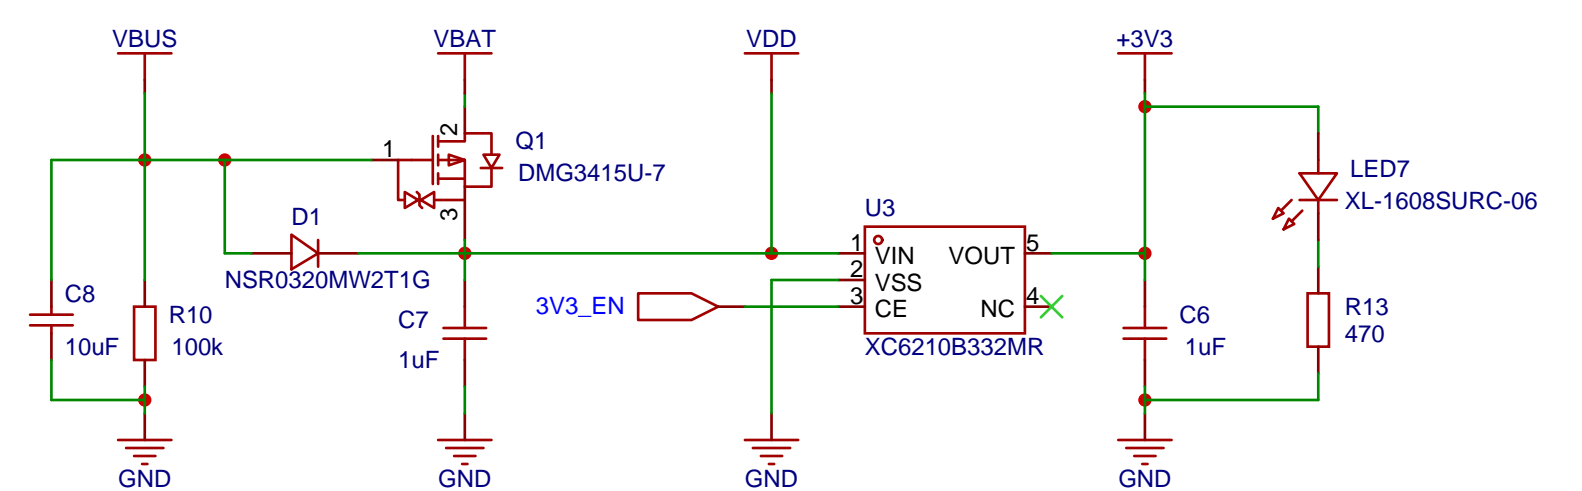 VBUS
VBAT
VDD
+3V3
1
2
Q1
DMG3415U-7
3
D1
NSR0320MW2T1G
C8
10uF
R10
100k
C7
1uF
3V3_EN
U3
1
VIN
2
VSS
3
CE
VOUT
5
NC
4
XC6210B332MR
C6
1uF
LED7
XL-1608SURC-06
R13
470
GND
GND
GND
GND